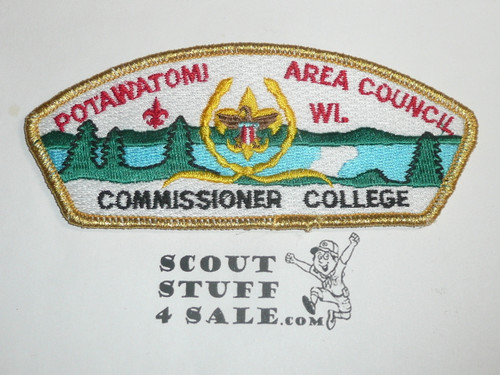 POTAWATOMI AREA COUNCIL
WI.
COMMISSIONER COLLEGE
SCOUT
STUFF
4 SALE.com